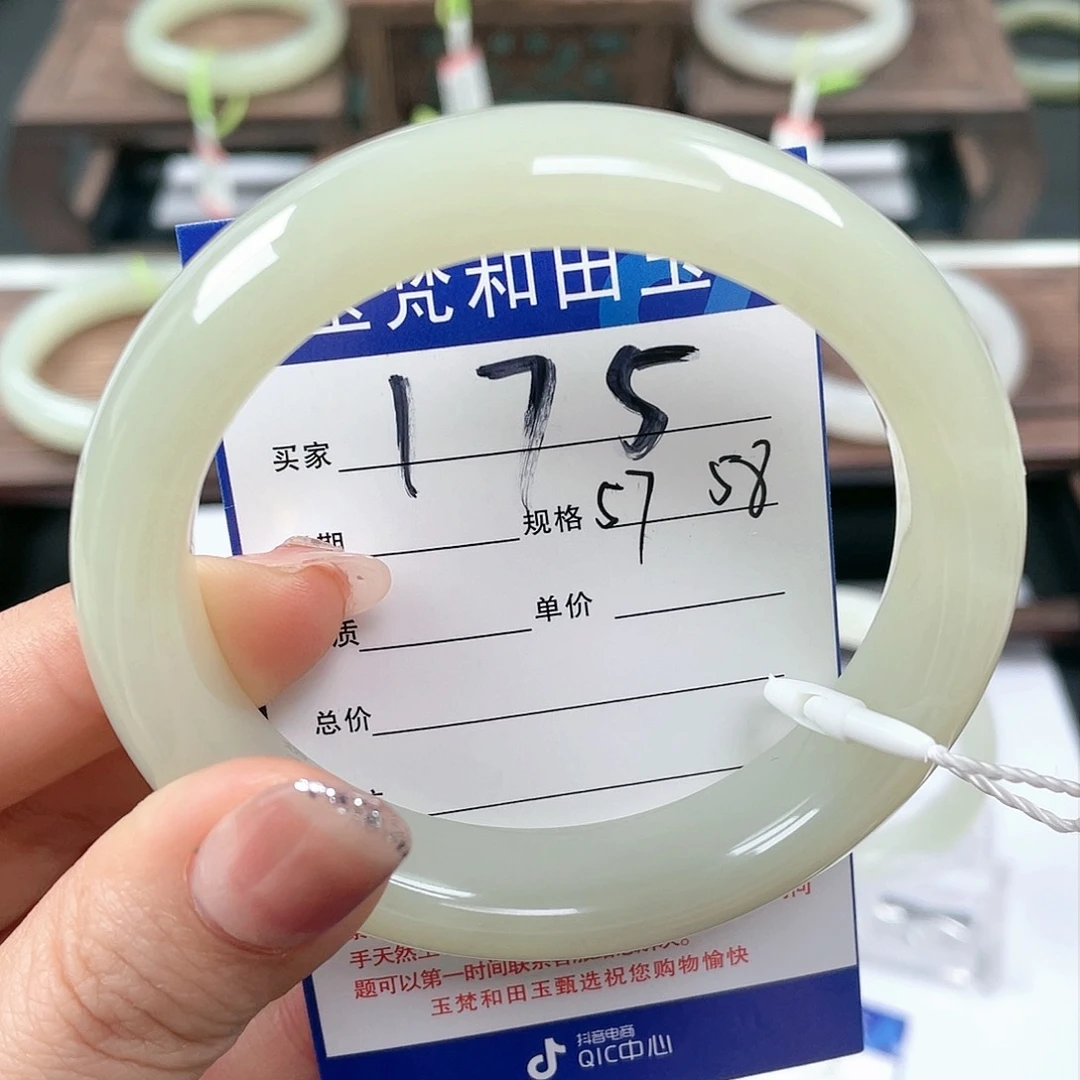 玉梵和田玉
175
买家
期 规格 57 58
质 单价
总价
手天然
题可以第一时间联系客服
玉梵和田玉甄选祝您购物愉快
抖音电商
QIC中心